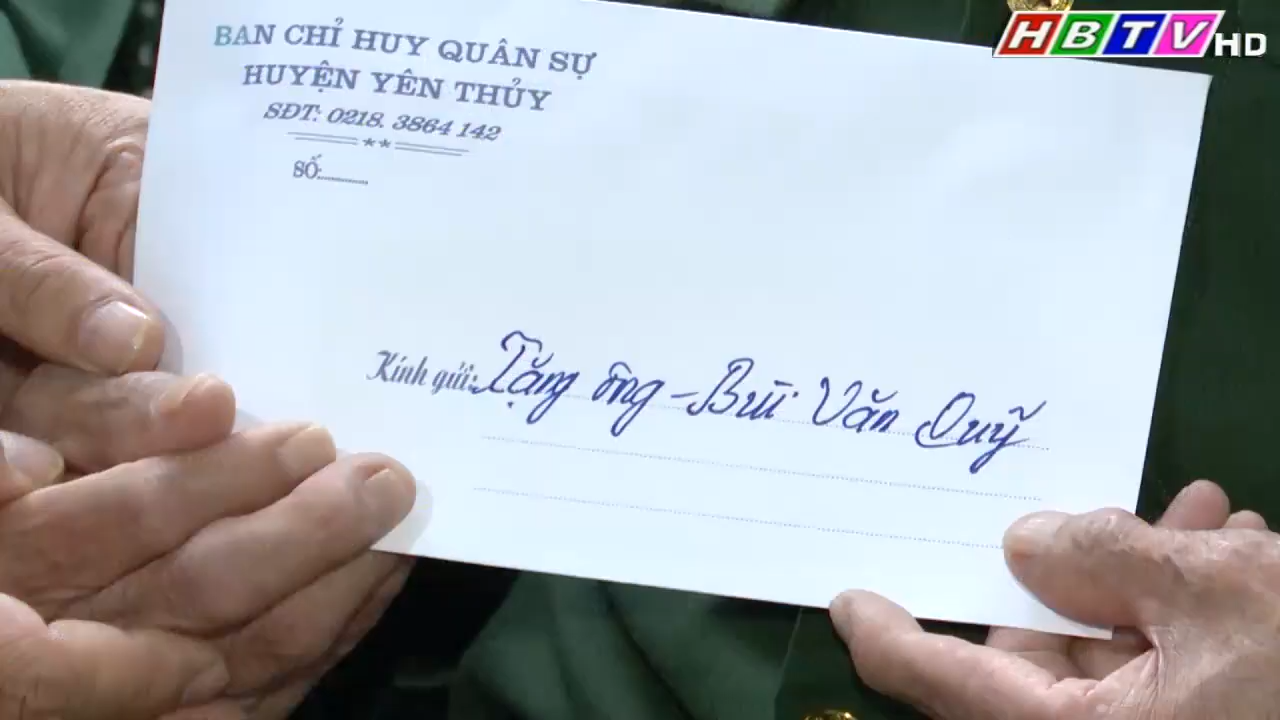 HBTV HD
BAN CHỈ HUY QUÂN SỰ
HUYỆN YÊN THỦY
SĐT: 0218. 3864 142
**
SỐ:.........
Kính gửi: Tặng ông - Bùi Văn Quỹ